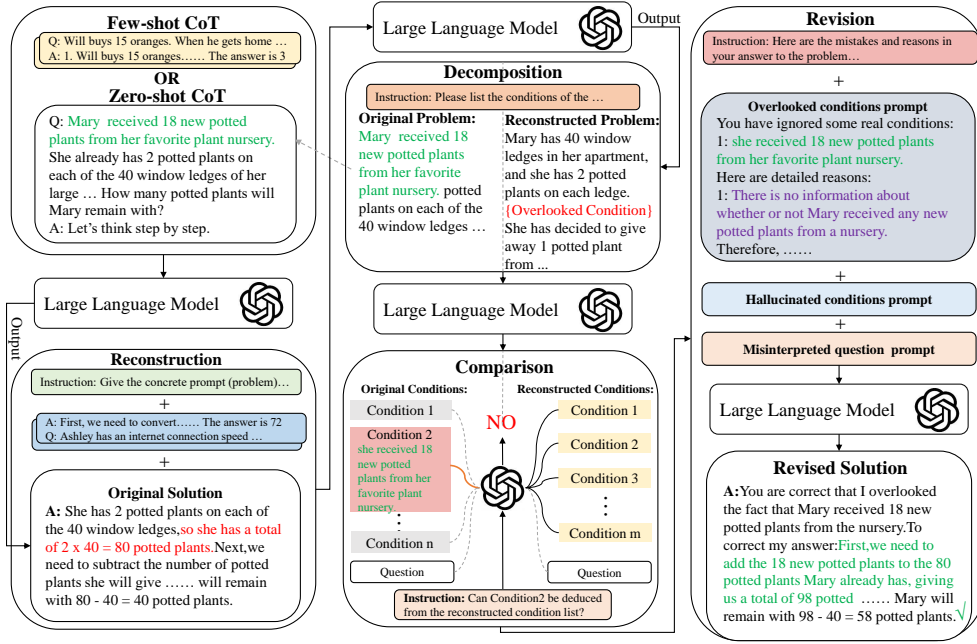 Few-shot CoT
Q: Will buys 15 oranges. When he gets home …
A: 1. Will buys 15 oranges…… The answer is 3
OR
Zero-shot CoT
Q: Mary received 18 new potted
plants from her favorite plant nursery.
She already has 2 potted plants on
each of the 40 window ledges of her
large … How many potted plants will
Mary remain with?
A: Let's think step by step.
Large Language Model
Output
Reconstruction
Instruction: Give the concrete prompt (problem)…
+
A: First, we need to convert…… The answer is 72
Q: Ashley has an internet connection speed …
+
Original Solution
A: She has 2 potted plants on each of
the 40 window ledges,so she has a total
of 2 x 40 = 80 potted plants.Next,we
need to subtract the number of potted
plants she will give …… will remain
with 80 - 40 = 40 potted plants.
Large Language Model
Output
Decomposition
Instruction: Please list the conditions of the …
Original Problem:
Mary received 18
new potted plants
from her favorite
plant nursery. potted
plants on each of the
40 window ledges …
Reconstructed Problem:
Mary has 40 window
ledges in her apartment,
and she has 2 potted
plants on each ledge.
{Overlooked Condition}
She has decided to give
away 1 potted plant
from ...
Large Language Model
Comparison
Original Conditions:
Condition 1
Condition 2
she received 18
new potted
plants from her
favorite plant
nursery.
Condition n
Question
NO
Reconstructed Conditions:
Condition 1
Condition 2
Condition 3
Condition m
Question
Instruction: Can Condition2 be deduced
from the reconstructed condition list?
Revision
Instruction: Here are the mistakes and reasons in
your answer to the problem…
+
Overlooked conditions prompt
You have ignored some real conditions:
1: she received 18 new potted plants
from her favorite plant nursery.
Here are detailed reasons:
1: There is no information about
whether or not Mary received any new
potted plants from a nursery.
Therefore, ……
+
Hallucinated conditions prompt
+
Misinterpreted question prompt
Large Language Model
Revised Solution
A:You are correct that I overlooked
the fact that Mary received 18 new
potted plants from the nursery.To
correct my answer:First,we need to
add the 18 new potted plants to the 80
potted plants Mary already has, giving
us a total of 98 potted …… Mary will
remain with 98 - 40 = 58 potted plants.√